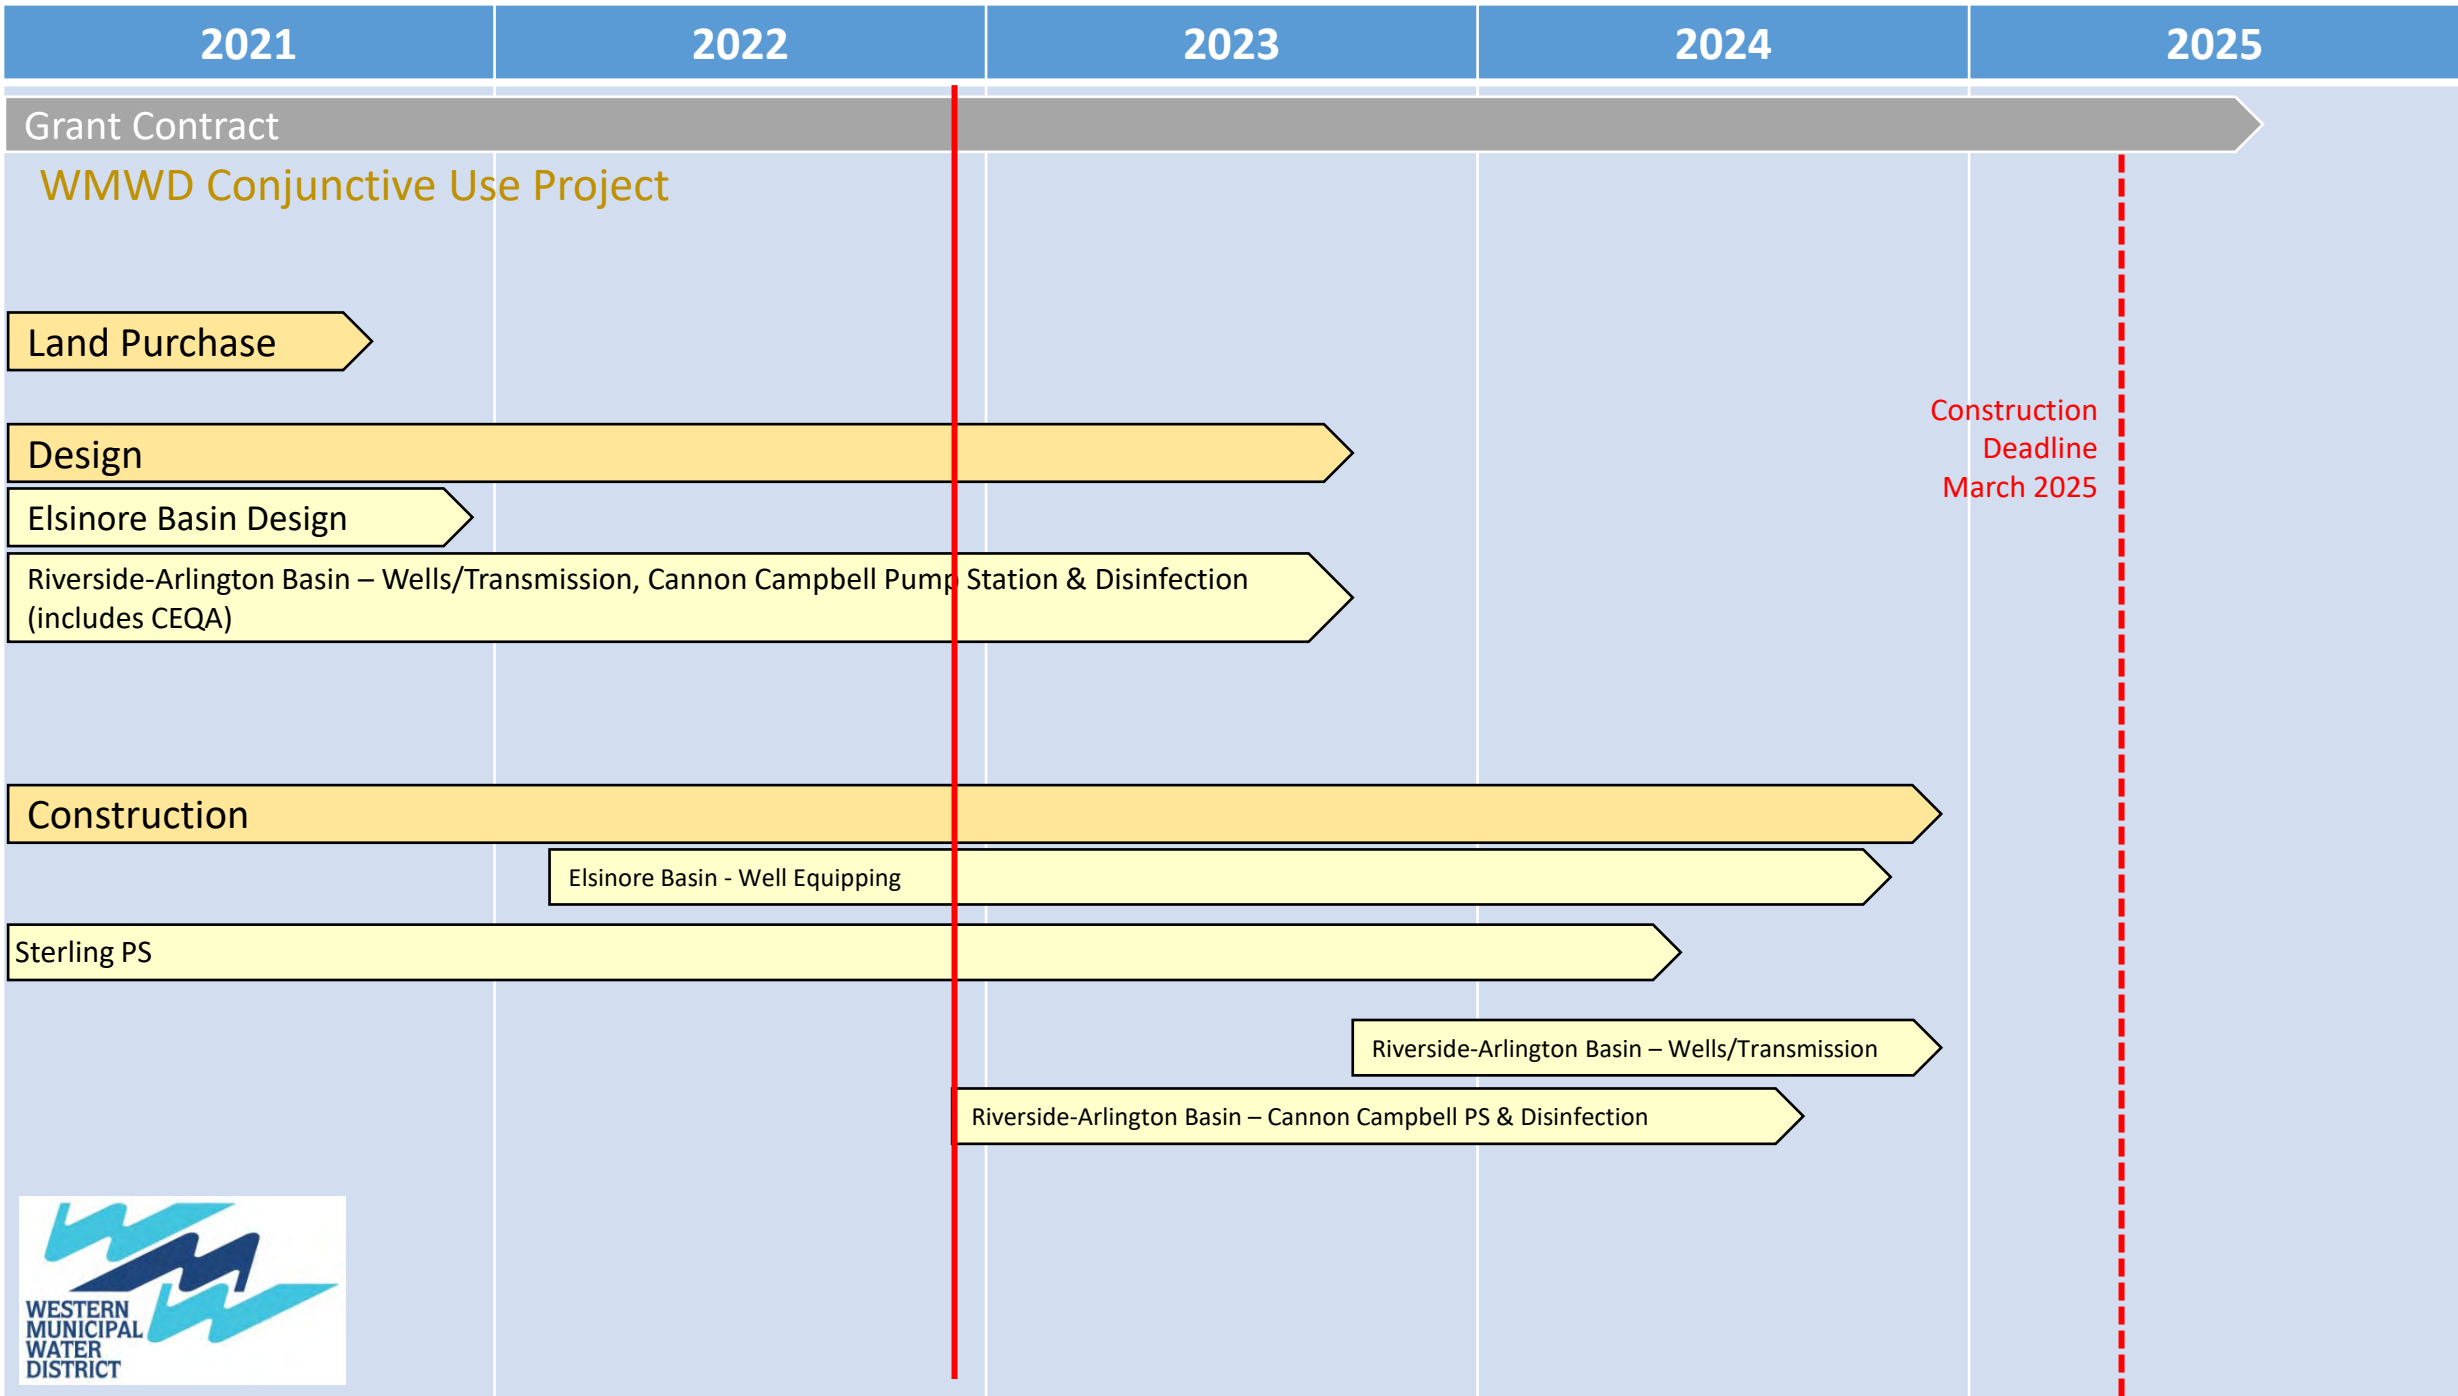 2021 2022 2023 2024 2025
Grant Contract
WMWD Conjunctive Use Project
Land Purchase
Construction
Deadline
March 2025
Design
Elsinore Basin Design
Riverside-Arlington Basin – Wells/Transmission, Cannon Campbell Pump Station & Disinfection
(includes CEQA)
Construction
Elsinore Basin - Well Equipping
Sterling PS
Riverside-Arlington Basin – Wells/Transmission
Riverside-Arlington Basin – Cannon Campbell PS & Disinfection
WESTERN
MUNICIPAL
WATER
DISTRICT